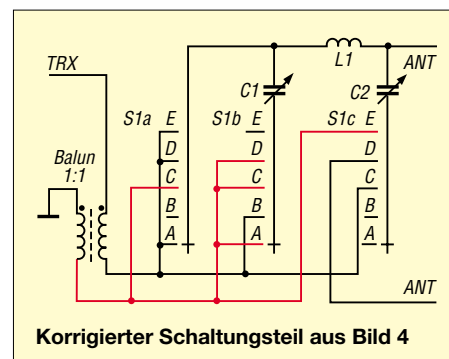 TRX
L1
ANT
C1
C2
S1a E
S1b E
S1c E
D
D
D
Balun
1:1
C
C
C
B
B
B
A
A
A
ANT
Korrigierter Schaltungsteil aus Bild 4